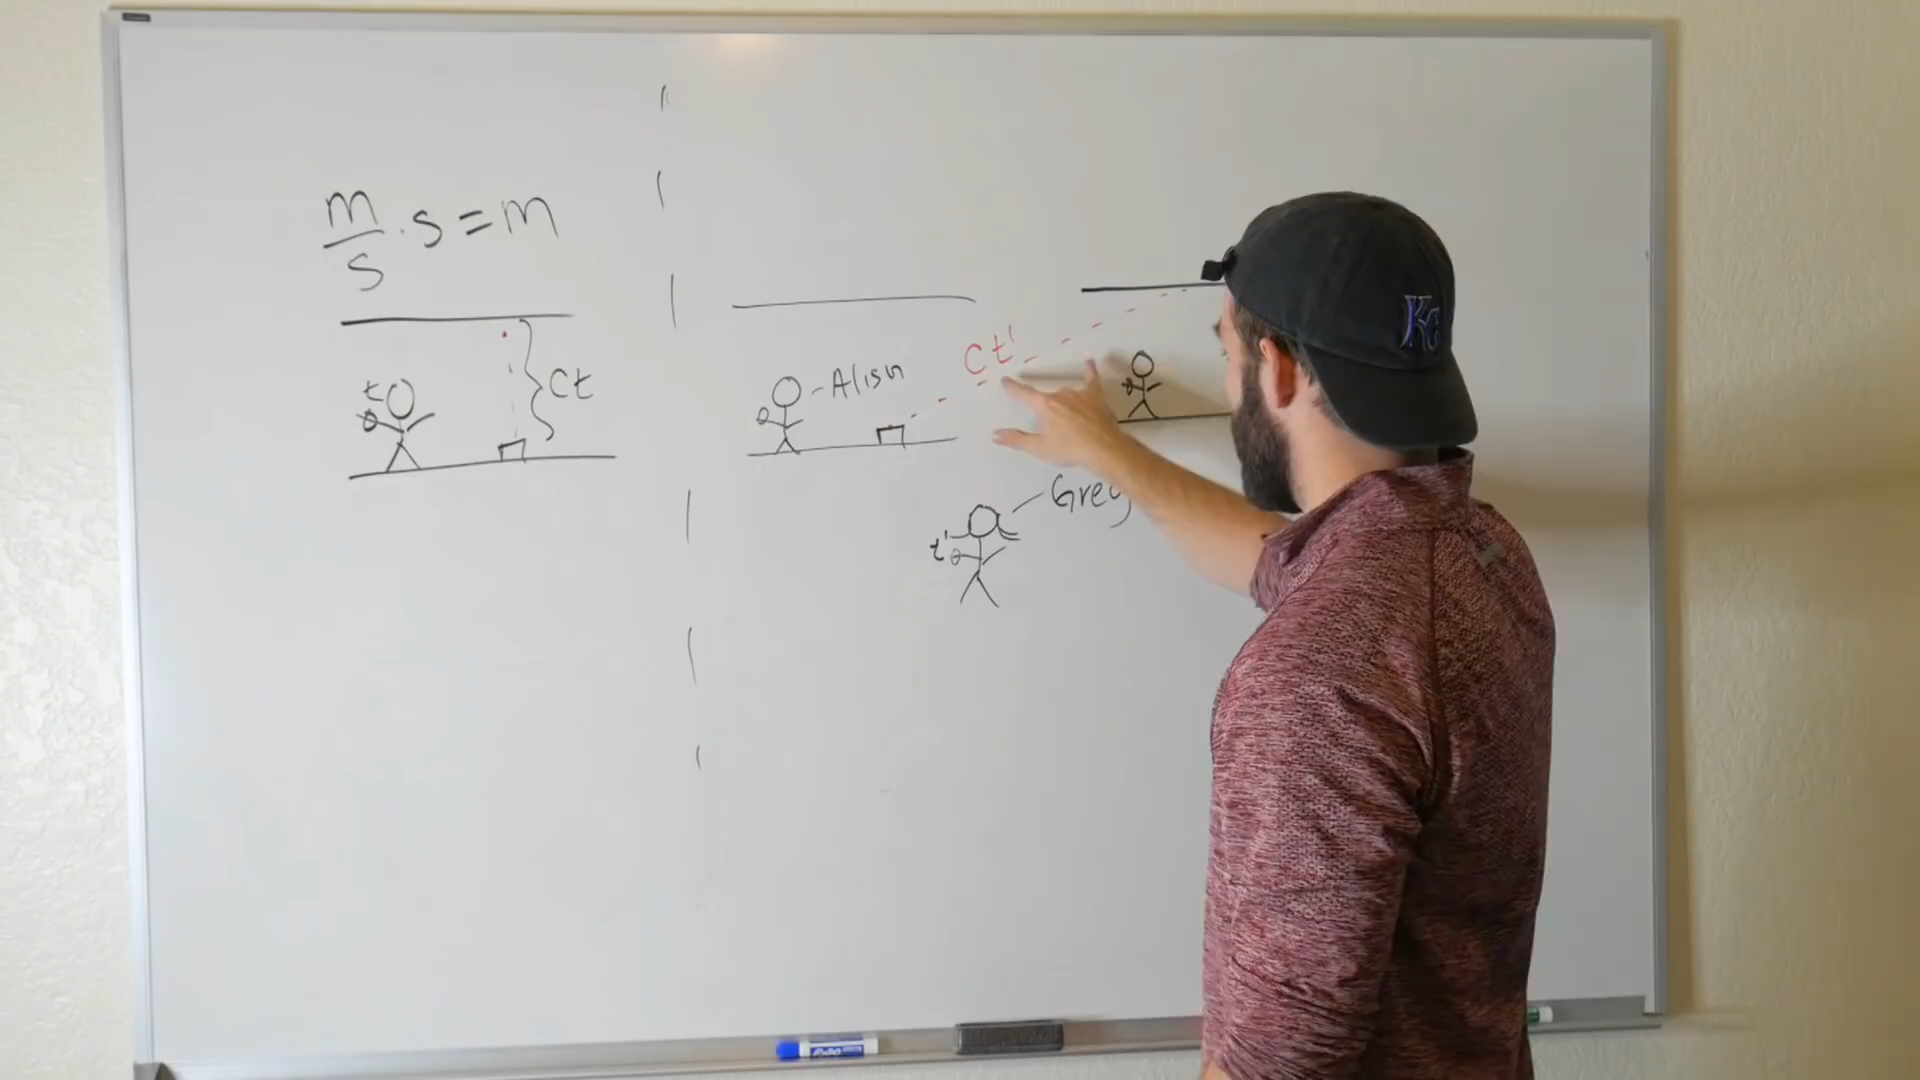 m/s · s = m
t
ct
Alisn
ct'
Greg
t'
KC